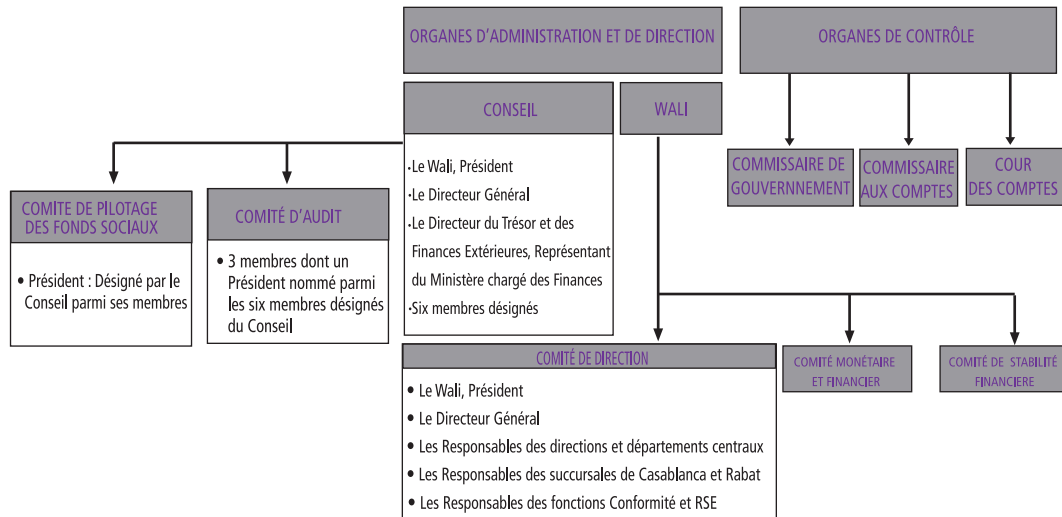 ORGANES D'ADMINISTRATION ET DE DIRECTION
ORGANES DE CONTRÔLE
CONSEIL
WALI
·Le Wali, Président
·Le Directeur Général
·Le Directeur du Trésor et des
Finances Extérieures, Représentant
du Ministère chargé des Finances
·Six membres désignés
COMMISSAIRE DE
GOUVERNNEMENT
COMMISSAIRE
AUX COMPTES
COUR
DES COMPTES
COMITE DE PILOTAGE
DES FONDS SOCIAUX
• Président : Désigné par le
Conseil parmi ses membres
COMITÉ D'AUDIT
• 3 membres dont un
Président nommé parmi
les six membres désignés
du Conseil
COMITÉ DE DIRECTION
• Le Wali, Président
• Le Directeur Général
• Les Responsables des directions et départements centraux
• Les Responsables des succursales de Casablanca et Rabat
• Les Responsables des fonctions Conformité et RSE
COMITÉ MONÉTAIRE
ET FINANCIER
COMITÉ DE STABILITÉ
FINANCIERE